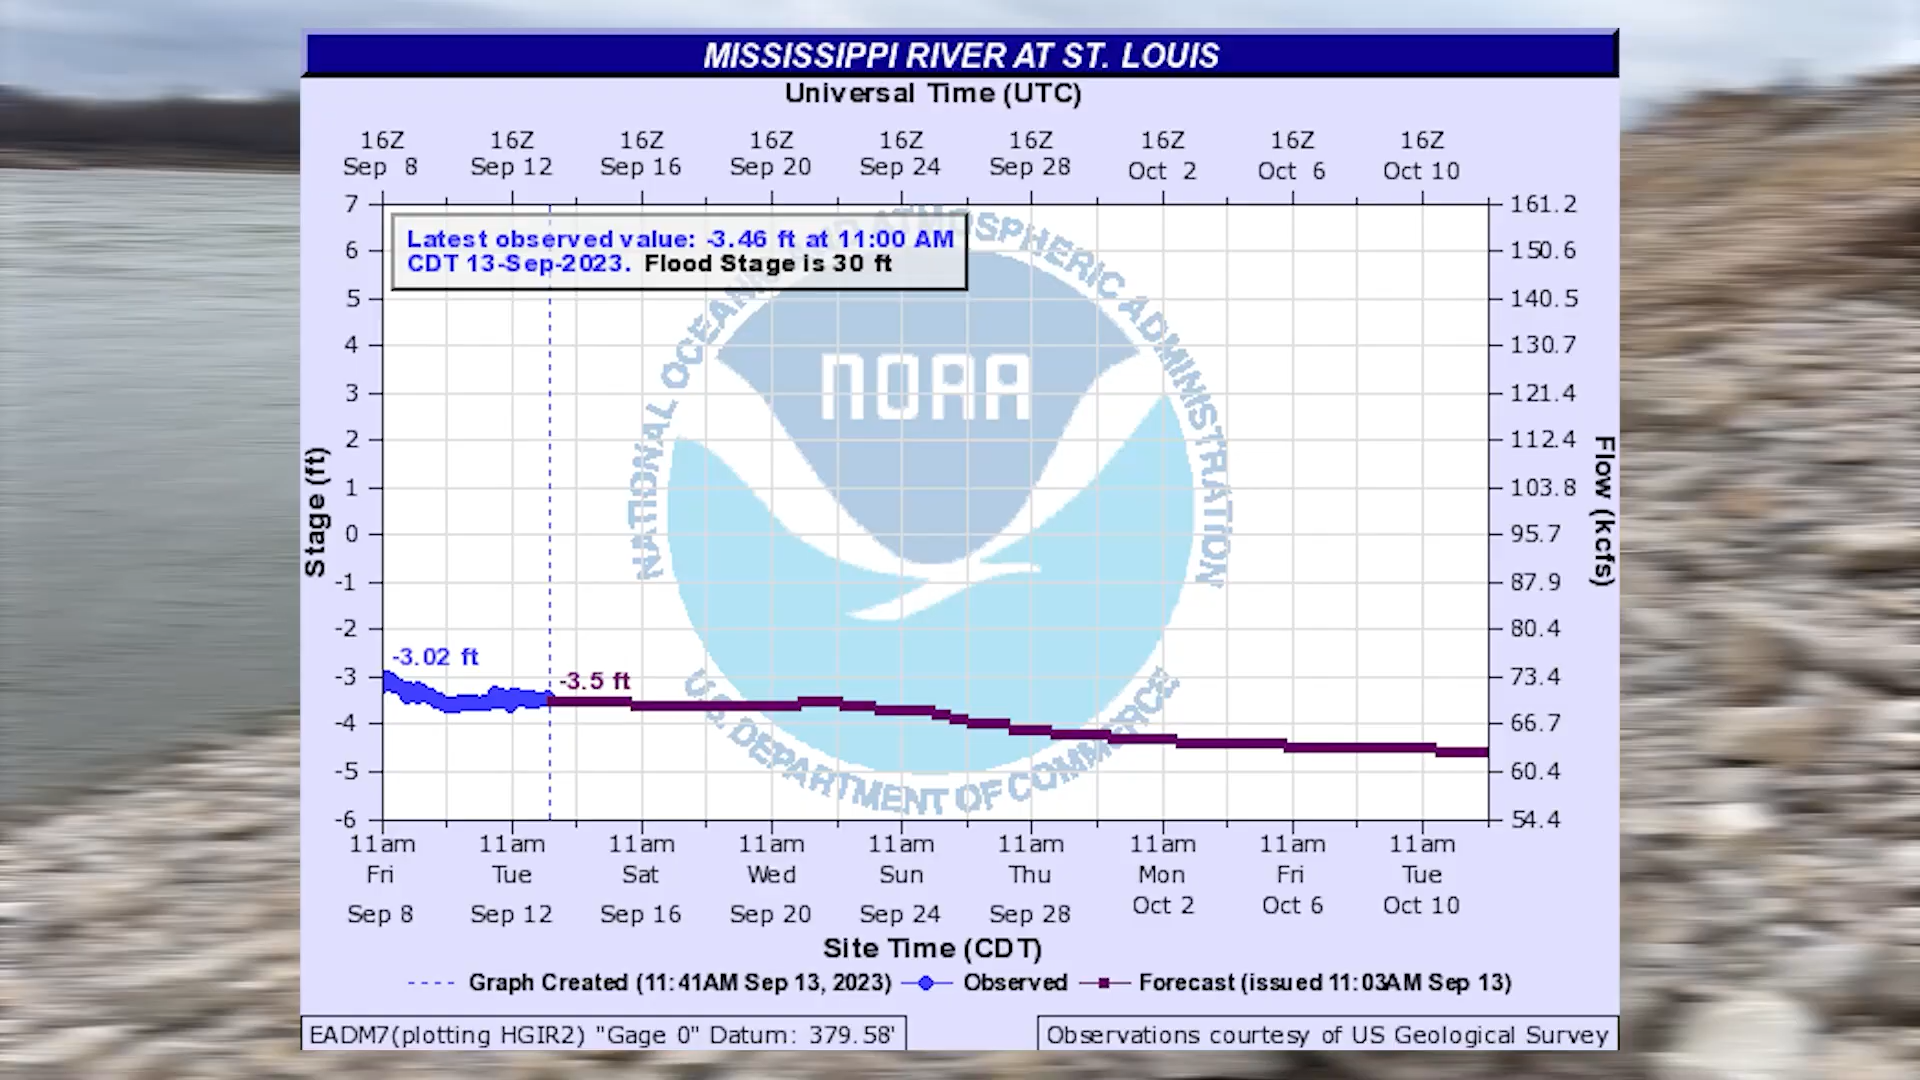 MISSISSIPPI RIVER AT ST. LOUIS
Universal Time (UTC)
16Z 16Z 16Z 16Z 16Z 16Z 16Z 16Z 16Z
Sep 8 Sep 12 Sep 16 Sep 20 Sep 24 Sep 28 Oct 2 Oct 6 Oct 10
Latest observed value: -3.46 ft at 11:00 AM
CDT 13-Sep-2023. Flood Stage is 30 ft
7 161.2
6 150.6
5 140.5
4 130.7
3 121.4
2 112.4
1 103.8
0 95.7
-1 87.9
-2 80.4
-3 73.4
-4 66.7
-5 60.4
-6 54.4
Stage (ft)
Flow (kcfs)
NATIONAL OCEANIC AND ATMOSPHERIC ADMINISTRATION
NOAA
U.S. DEPARTMENT OF COMMERCE
-3.02 ft
-3.5 ft
11am 11am 11am 11am 11am 11am 11am 11am 11am
Fri Tue Sat Wed Sun Thu Mon Fri Tue
Sep 8 Sep 12 Sep 16 Sep 20 Sep 24 Sep 28 Oct 2 Oct 6 Oct 10
Site Time (CDT)
Graph Created (11:41AM Sep 13, 2023) Observed Forecast (issued 11:03AM Sep 13)
EADM7(plotting HGIR2) "Gage 0" Datum: 379.58'
Observations courtesy of US Geological Survey